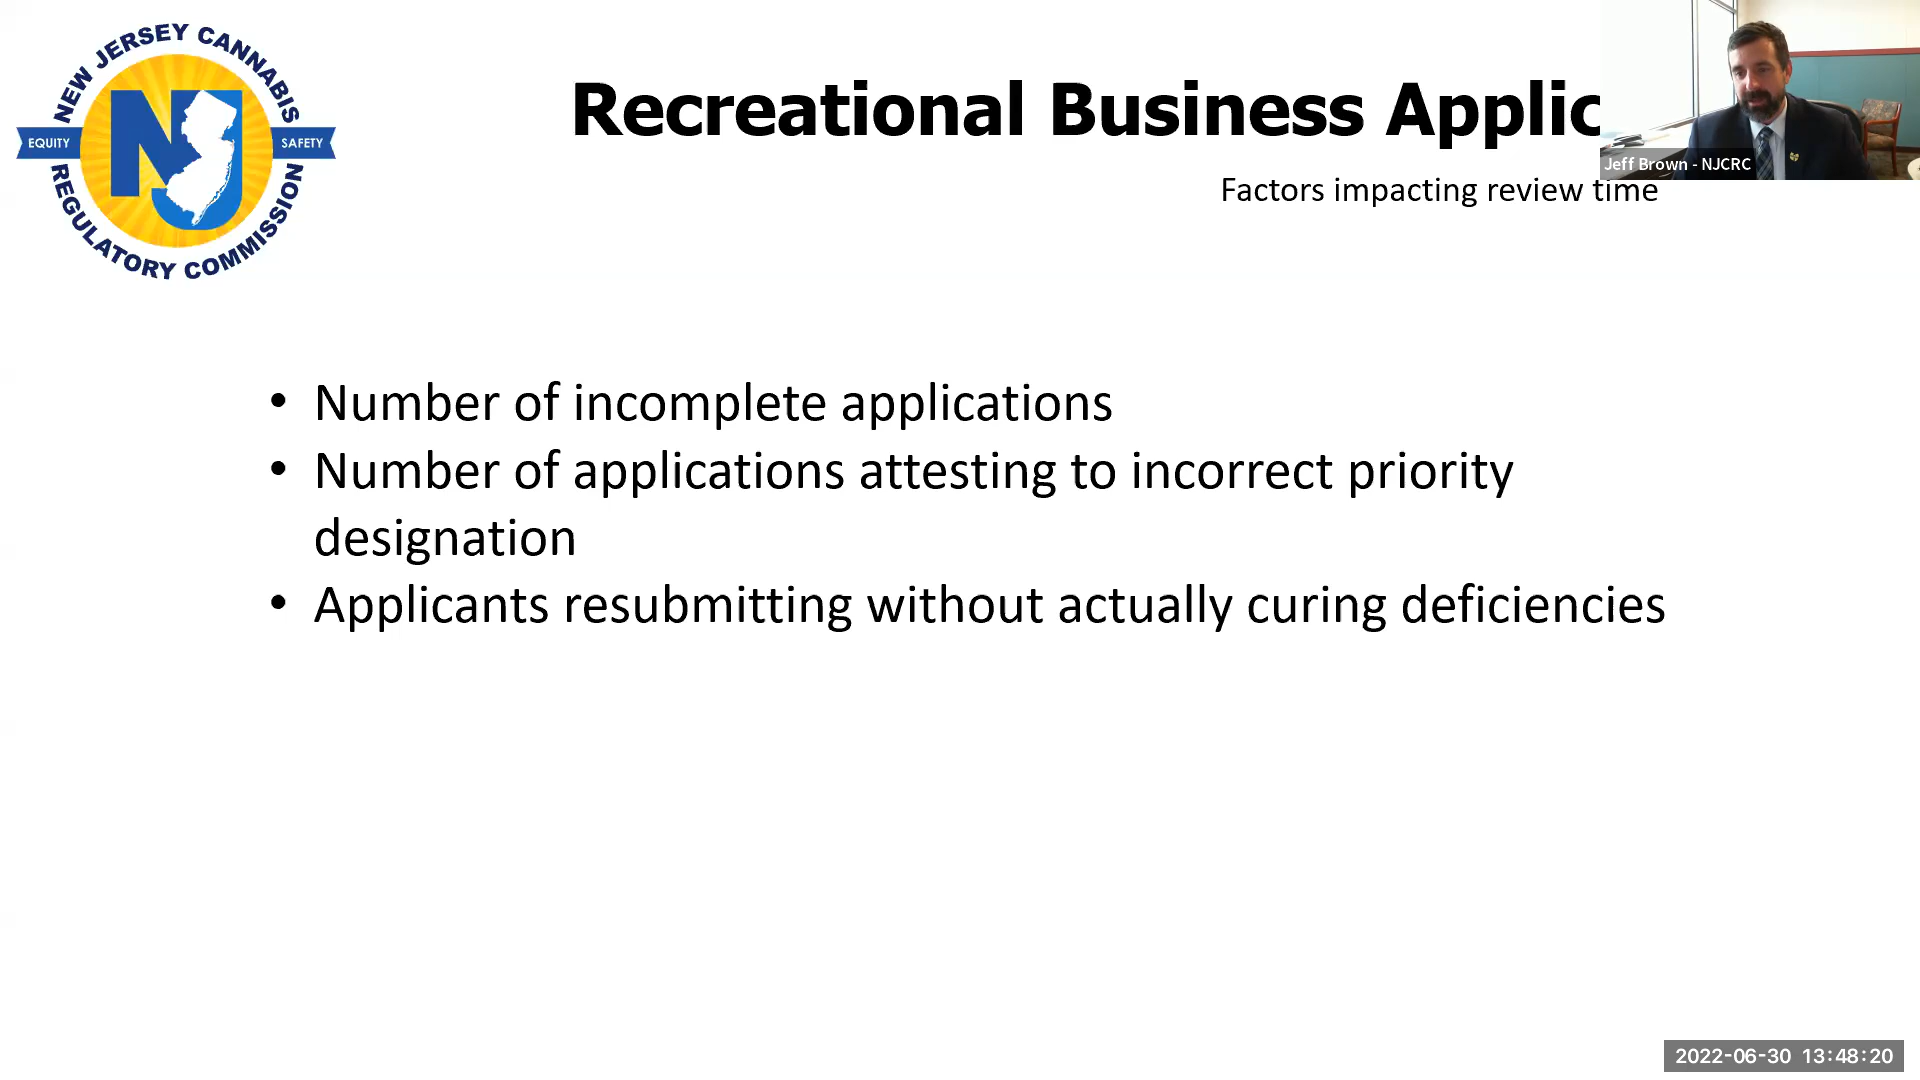 NEW JERSEY CANNABIS
EQUITY
NJ
SAFETY
REGULATORY COMMISSION
Recreational Business Applic
Jeff Brown - NJCRC
Factors impacting review time
• Number of incomplete applications
• Number of applications attesting to incorrect priority
designation
• Applicants resubmitting without actually curing deficiencies
2022-06-30 13:48:20